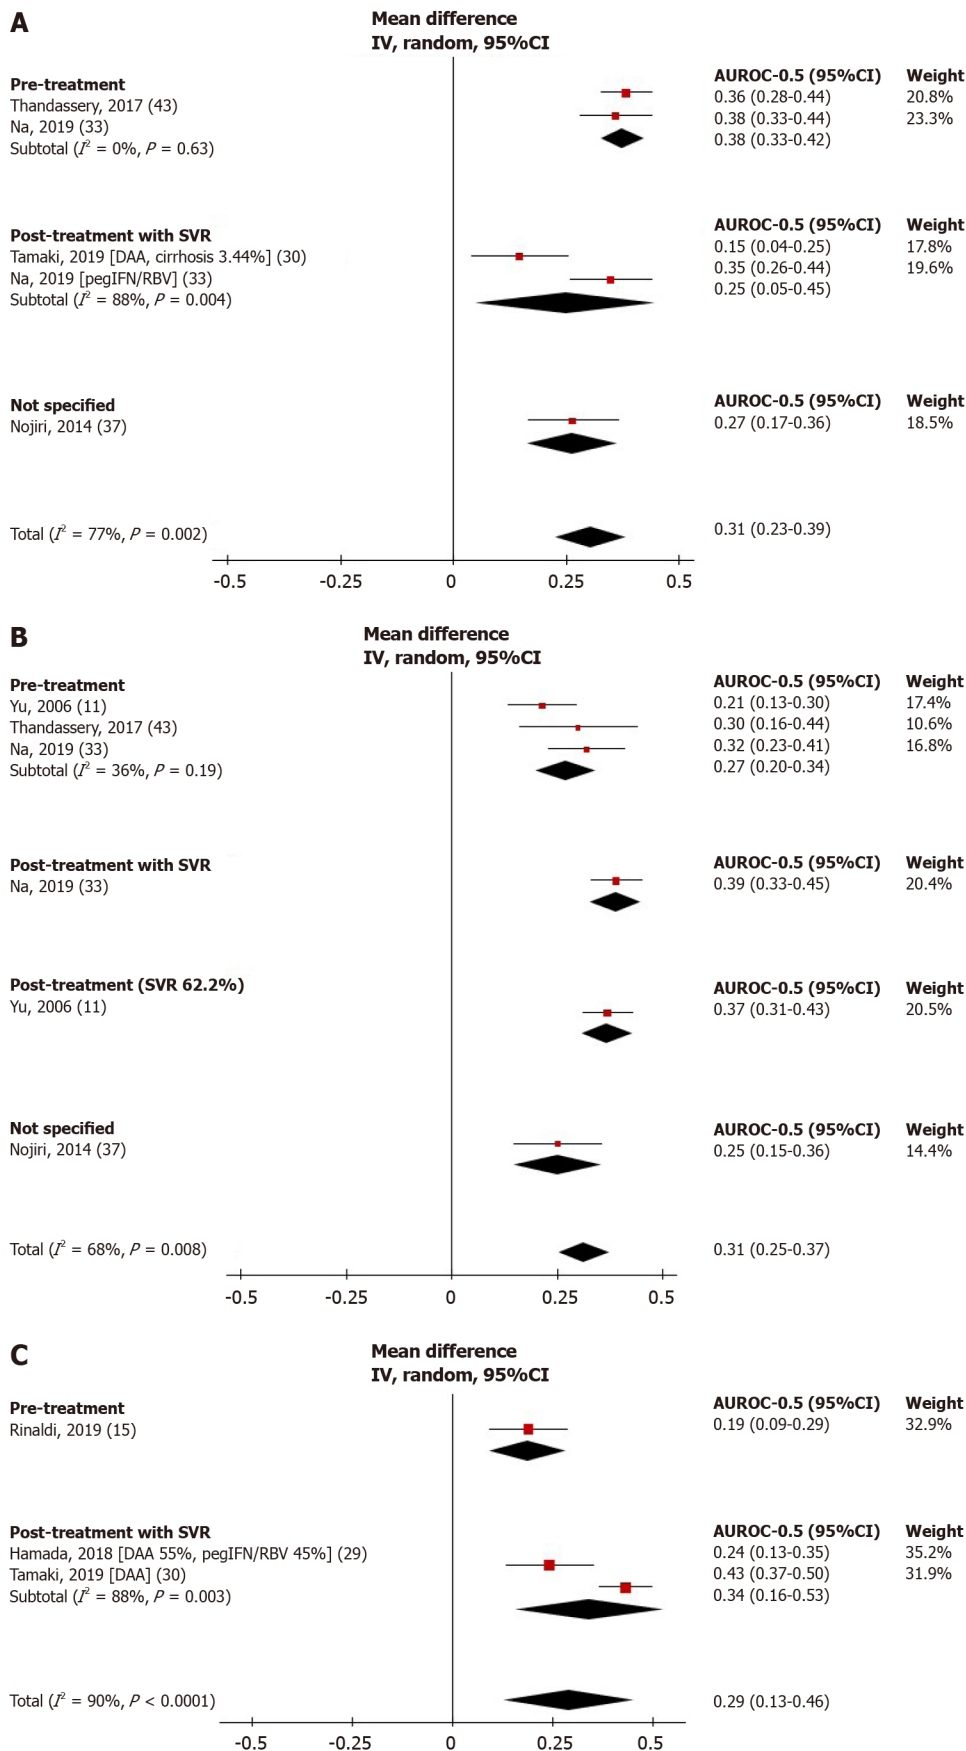 A
Mean difference
IV, random, 95%CI
Pre-treatment AUROC-0.5 (95%CI) Weight
Thandassery, 2017 (43) 0.36 (0.28-0.44) 20.8%
Na, 2019 (33) 0.38 (0.33-0.44) 23.3%
Subtotal (I² = 0%, P = 0.63) 0.38 (0.33-0.42)
Post-treatment with SVR AUROC-0.5 (95%CI) Weight
Tamaki, 2019 [DAA, cirrhosis 3.44%] (30) 0.15 (0.04-0.25) 17.8%
Na, 2019 [pegIFN/RBV] (33) 0.35 (0.26-0.44) 19.6%
Subtotal (I² = 88%, P = 0.004) 0.25 (0.05-0.45)
Not specified AUROC-0.5 (95%CI) Weight
Nojiri, 2014 (37) 0.27 (0.17-0.36) 18.5%
Total (I² = 77%, P = 0.002) 0.31 (0.23-0.39)
-0.5 -0.25 0 0.25 0.5
B
Mean difference
IV, random, 95%CI
Pre-treatment AUROC-0.5 (95%CI) Weight
Yu, 2006 (11) 0.21 (0.13-0.30) 17.4%
Thandassery, 2017 (43) 0.30 (0.16-0.44) 10.6%
Na, 2019 (33) 0.32 (0.23-0.41) 16.8%
Subtotal (I² = 36%, P = 0.19) 0.27 (0.20-0.34)
Post-treatment with SVR AUROC-0.5 (95%CI) Weight
Na, 2019 (33) 0.39 (0.33-0.45) 20.4%
Post-treatment (SVR 62.2%) AUROC-0.5 (95%CI) Weight
Yu, 2006 (11) 0.37 (0.31-0.43) 20.5%
Not specified AUROC-0.5 (95%CI) Weight
Nojiri, 2014 (37) 0.25 (0.15-0.36) 14.4%
Total (I² = 68%, P = 0.008) 0.31 (0.25-0.37)
-0.5 -0.25 0 0.25 0.5
C
Mean difference
IV, random, 95%CI
Pre-treatment AUROC-0.5 (95%CI) Weight
Rinaldi, 2019 (15) 0.19 (0.09-0.29) 32.9%
Post-treatment with SVR AUROC-0.5 (95%CI) Weight
Hamada, 2018 [DAA 55%, pegIFN/RBV 45%] (29) 0.24 (0.13-0.35) 35.2%
Tamaki, 2019 [DAA] (30) 0.43 (0.37-0.50) 31.9%
Subtotal (I² = 88%, P = 0.003) 0.34 (0.16-0.53)
Total (I² = 90%, P < 0.0001) 0.29 (0.13-0.46)
-0.5 -0.25 0 0.25 0.5